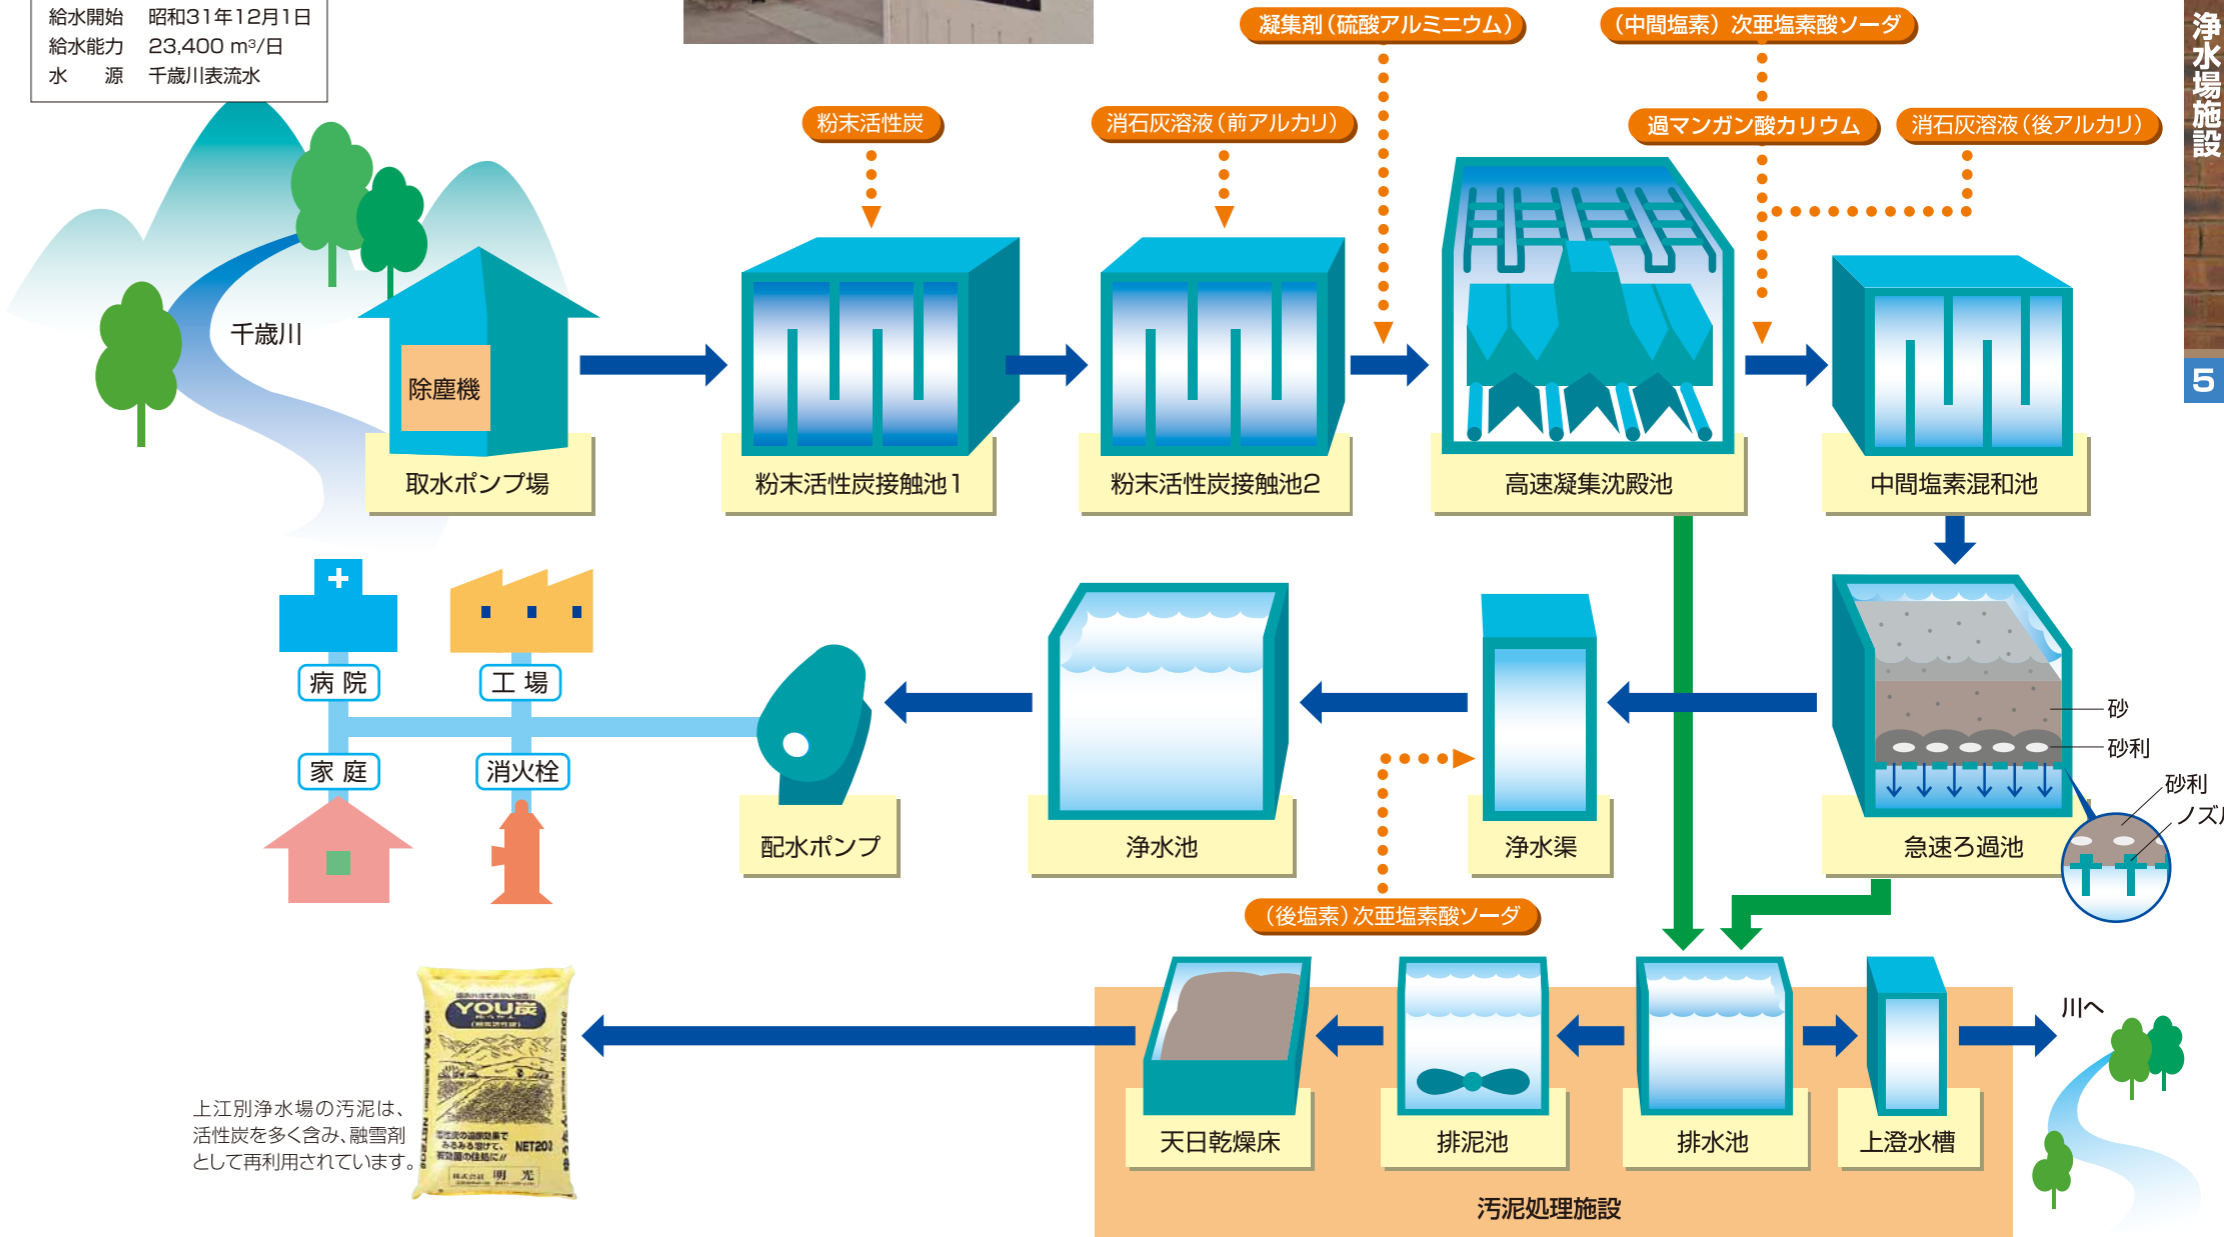 給水開始 昭和31年12月1日
給水能力 23,400 m³/日
水 源 千歳川表流水
凝集剤（硫酸アルミニウム）
（中間塩素）次亜塩素酸ソーダ
浄水場施設
5
粉末活性炭
消石灰溶液（前アルカリ）
過マンガン酸カリウム
消石灰溶液（後アルカリ）
千歳川
除塵機
取水ポンプ場
粉末活性炭接触池1
粉末活性炭接触池2
高速凝集沈殿池
中間塩素混和池
病院
工場
家庭
消火栓
配水ポンプ
浄水池
浄水渠
急速ろ過池
砂
砂利
砂利
ノズル
（後塩素）次亜塩素酸ソーダ
YOU炭
NET20ℓ
株式会社 明光
上江別浄水場の汚泥は、
活性炭を多く含み、融雪剤
として再利用されています。
天日乾燥床
排泥池
排水池
上澄水槽
川へ
汚泥処理施設